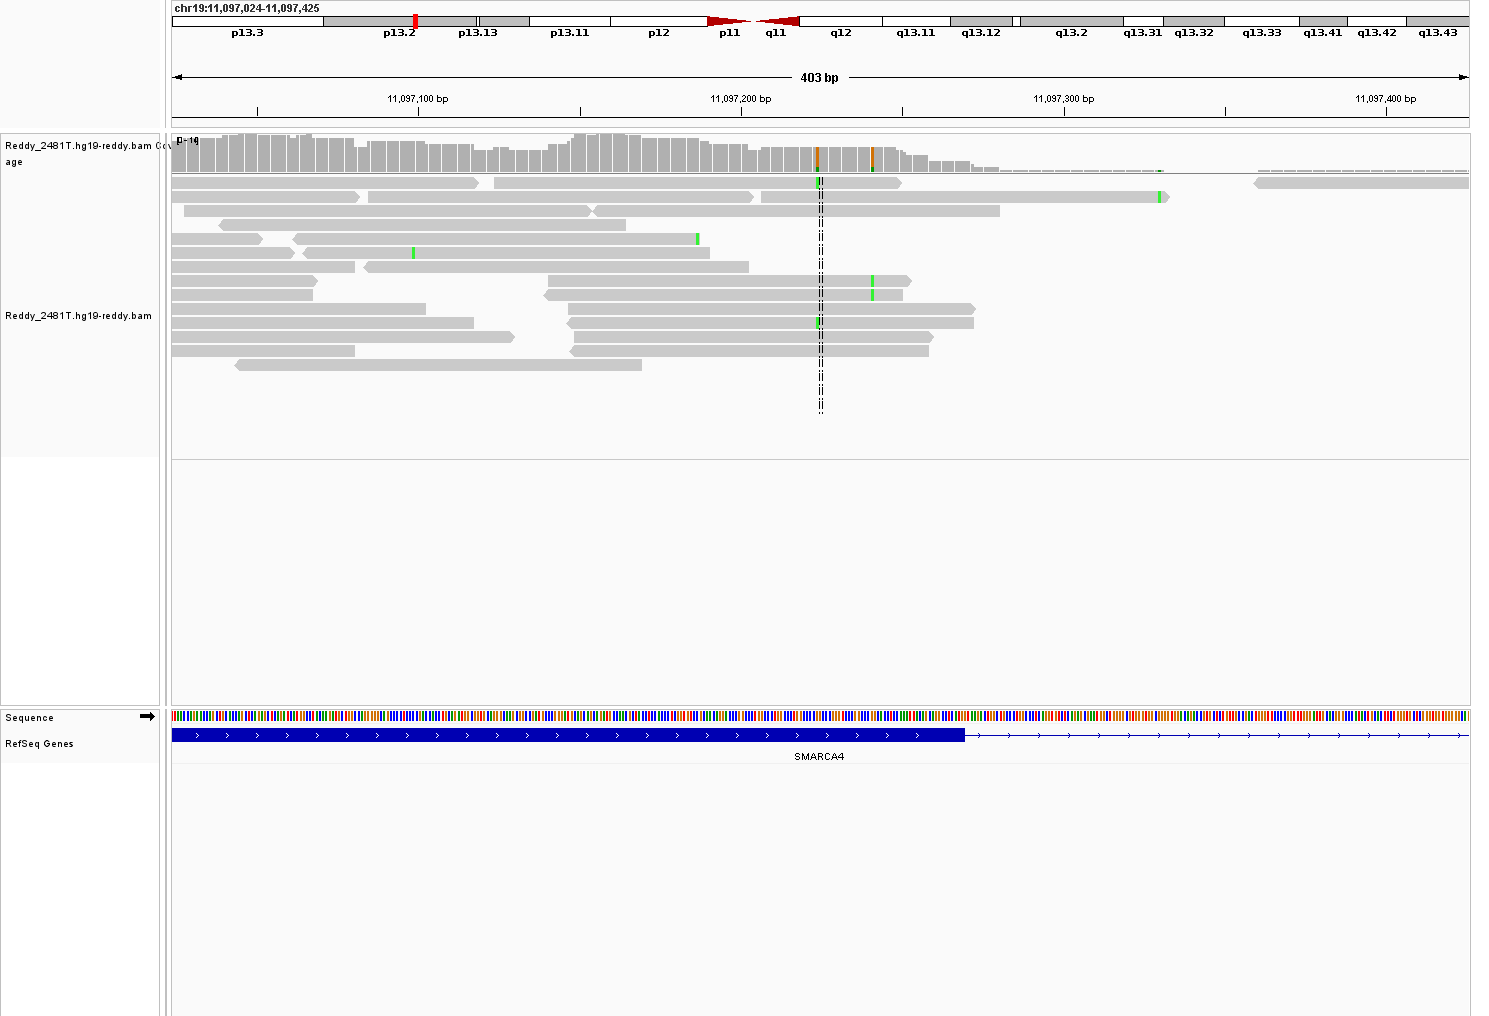 chr19:11,097,024-11,097,425
p13.3 p13.2 p13.13 p13.11 p12 p11 q11 q12 q13.11 q13.12 q13.2 q13.31 q13.32 q13.33 q13.41 q13.42 q13.43
403 bp
11,097,100 bp 11,097,200 bp 11,097,300 bp 11,097,400 bp
Reddy_2481T.hg19-reddy.bam Cov
age
Reddy_2481T.hg19-reddy.bam
Sequence
RefSeq Genes
SMARCA4